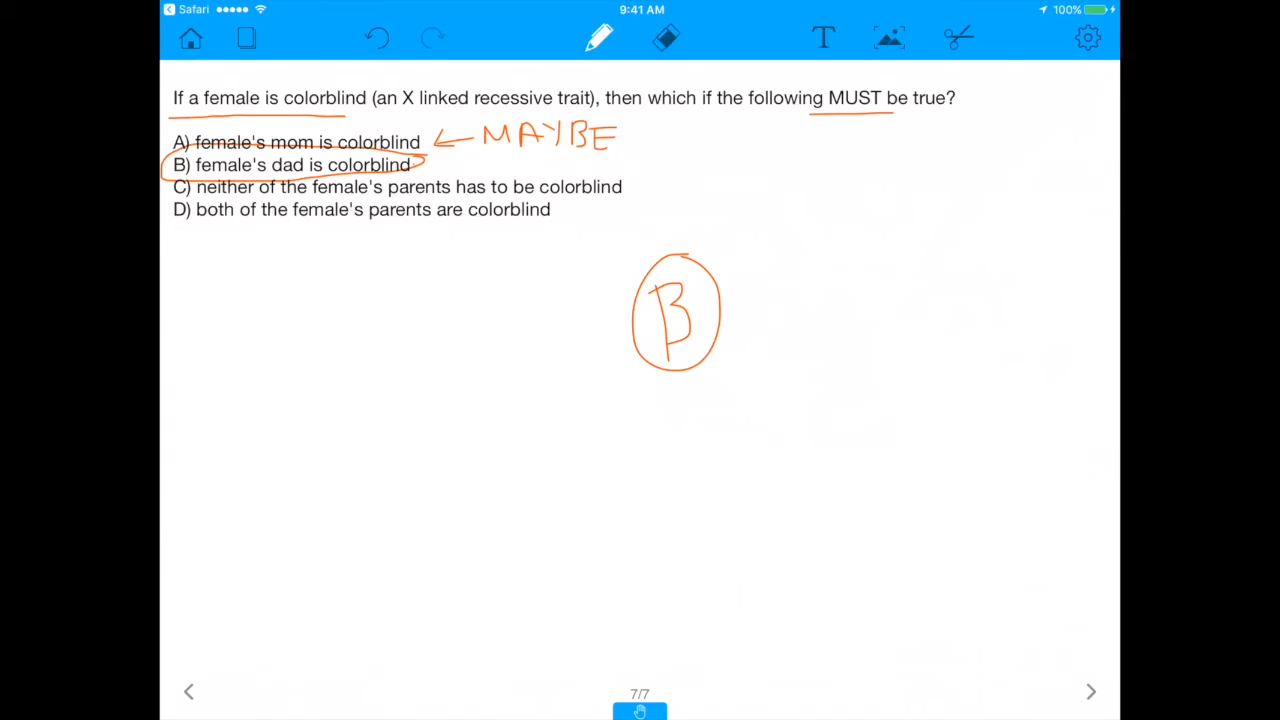 Safari 9:41 AM 100%
T
If a female is colorblind (an X linked recessive trait), then which if the following MUST be true?
A) female's mom is colorblind ← MAYBE
B) female's dad is colorblind
C) neither of the female's parents has to be colorblind
D) both of the female's parents are colorblind
B
7/7